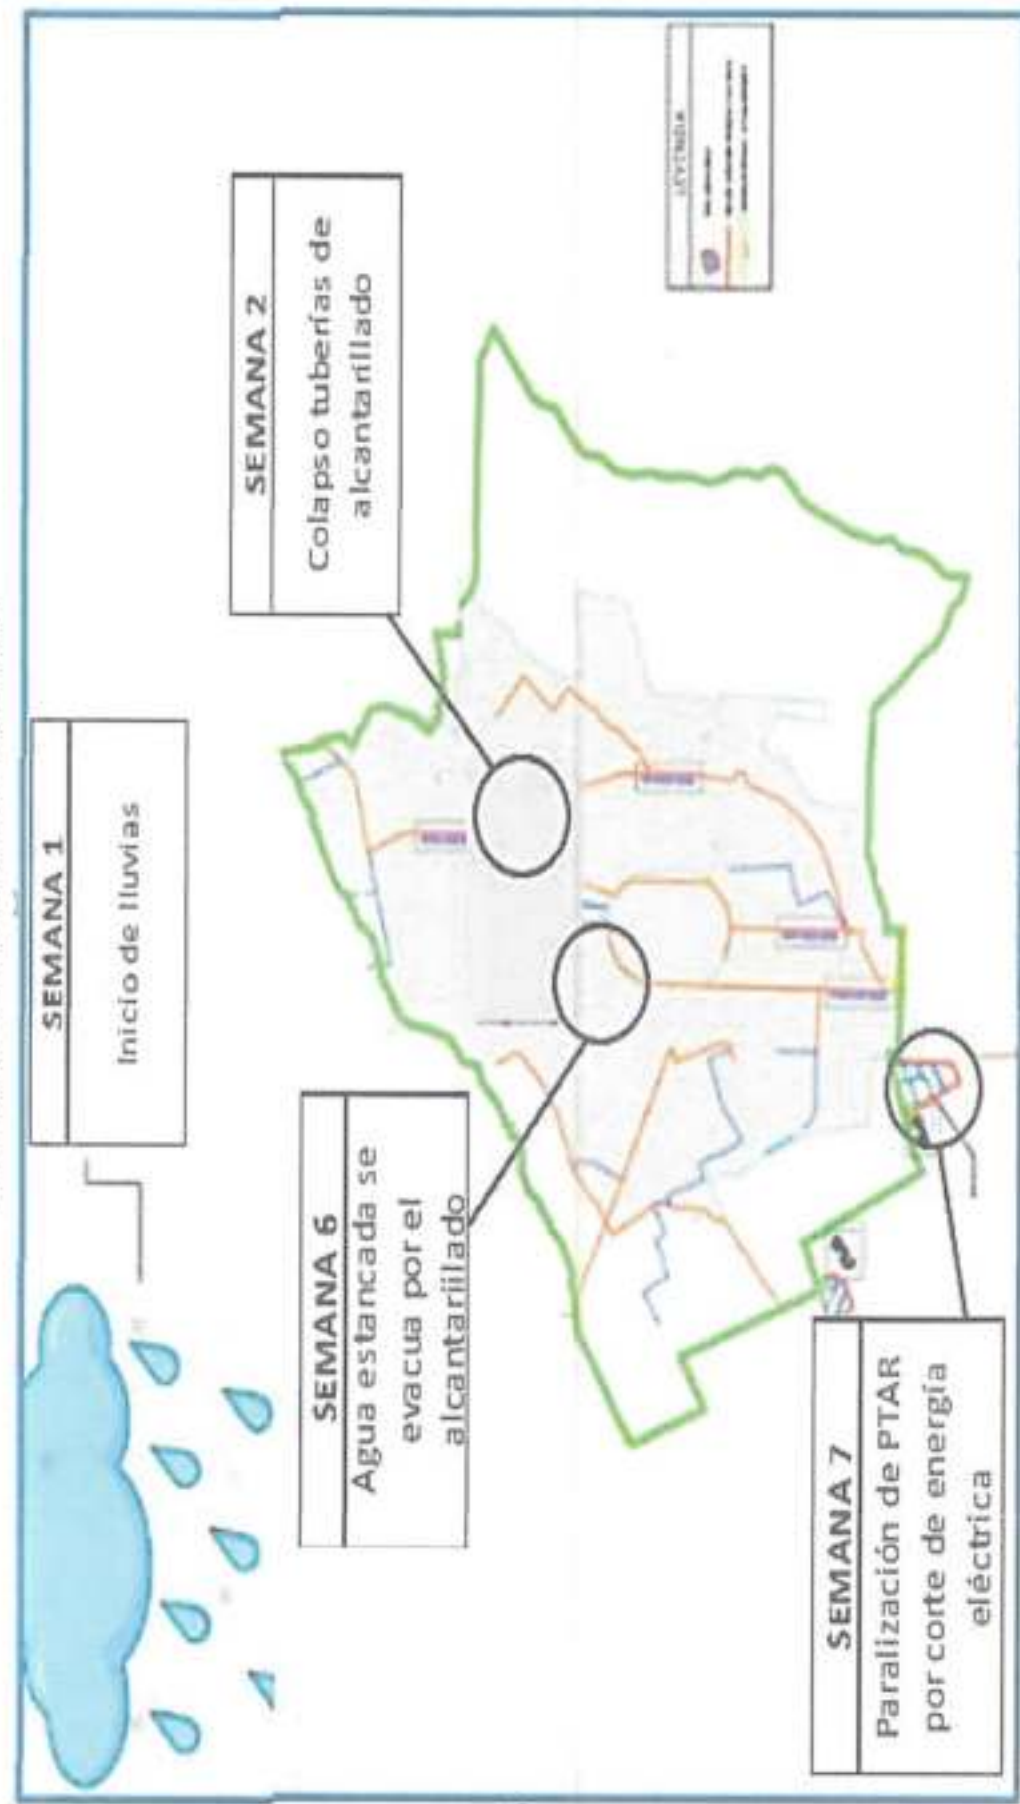 SEMANA 1
Inicio de lluvias
SEMANA 2
Colapso tuberías de
alcantarillado
SEMANA 6
Agua estancada se
evacua por el
alcantariilado
SEMANA 7
Paralización de PTAR
por corte de energía
eléctrica
LEYENDA